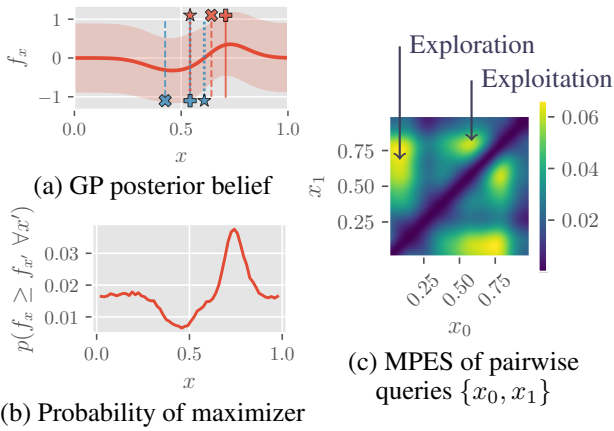 1
0
−1
f_x
0.0
0.5
1.0
x
(a) GP posterior belief
0.03
0.02
0.01
p(f_x ≥ f_{x′} ∀x′)
0.0
0.5
1.0
x
(b) Probability of maximizer
Exploration
Exploitation
0.75
0.50
0.25
x_1
0.25
0.50
0.75
x_0
0.06
0.04
0.02
(c) MPES of pairwise
queries {x_0, x_1}